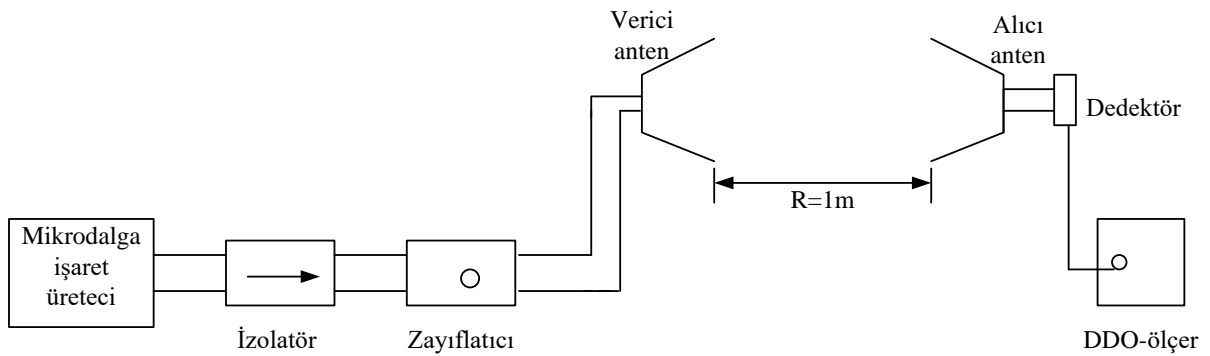 Verici
anten
Alıcı
anten
Dedektör
R=1m
Mikrodalga
işaret
üreteci
İzolatör
Zayıflatıcı
DDO-ölçer